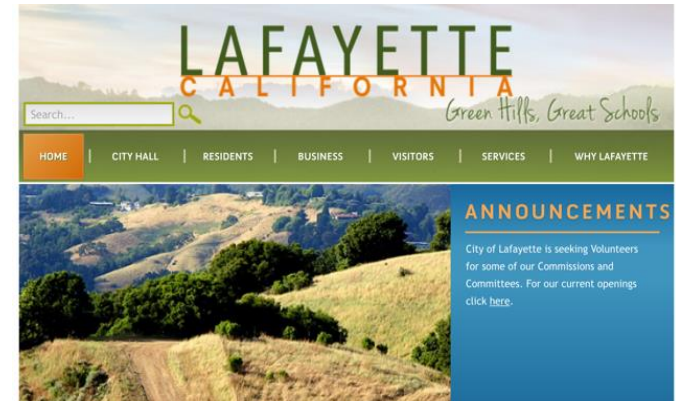 LAFAYETTE
CALIFORNIA
Green Hills, Great Schools
Search...
HOME | CITY HALL | RESIDENTS | BUSINESS | VISITORS | SERVICES | WHY LAFAYETTE
ANNOUNCEMENTS
City of Lafayette is seeking Volunteers
for some of our Commissions and
Committees. For our current openings
click here.